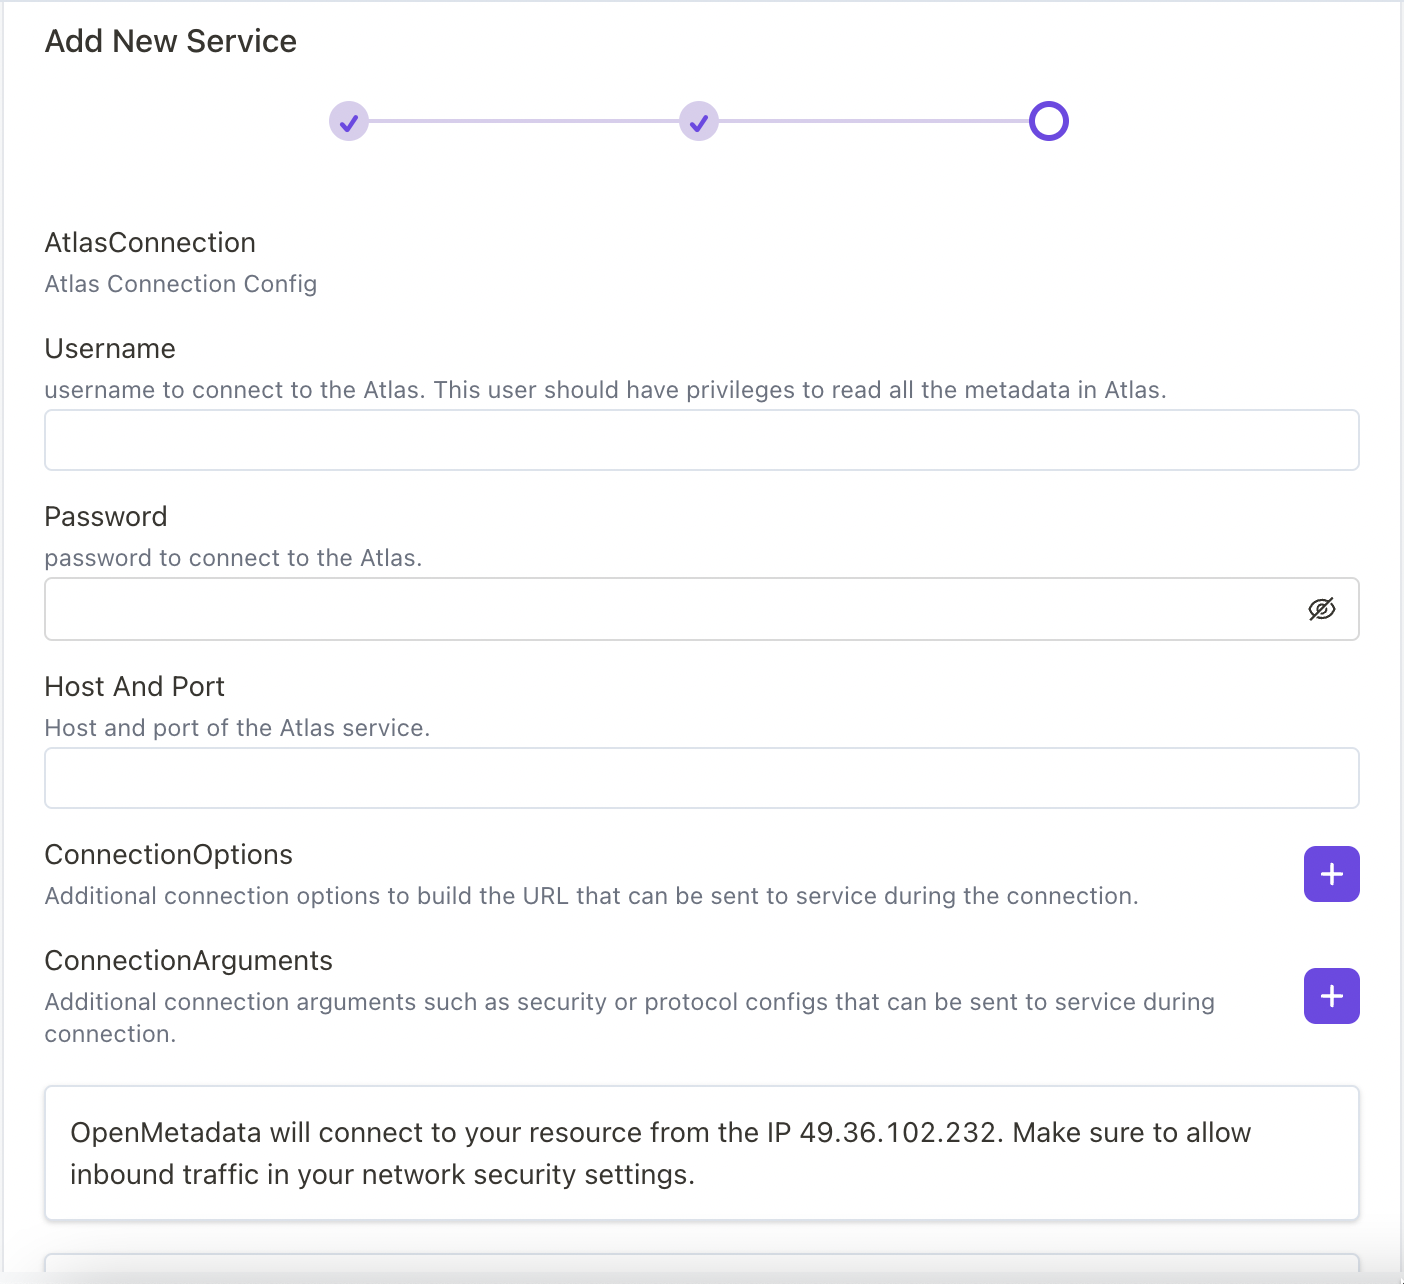 Add New Service
AtlasConnection
Atlas Connection Config
Username
username to connect to the Atlas. This user should have privileges to read all the metadata in Atlas.
Password
password to connect to the Atlas.
Host And Port
Host and port of the Atlas service.
ConnectionOptions
Additional connection options to build the URL that can be sent to service during the connection.
ConnectionArguments
Additional connection arguments such as security or protocol configs that can be sent to service during
connection.
OpenMetadata will connect to your resource from the IP 49.36.102.232. Make sure to allow
inbound traffic in your network security settings.